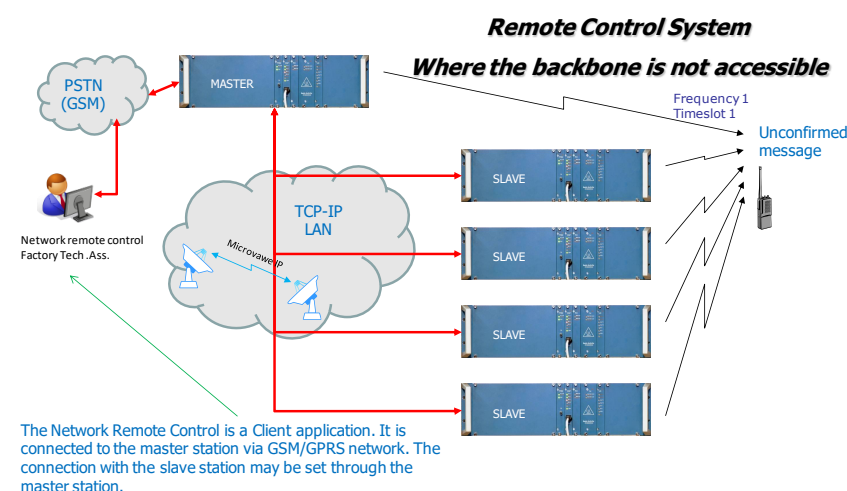 Remote Control System
Where the backbone is not accessible
PSTN
(GSM)
MASTER
Frequency 1
Timeslot 1
Unconfirmed
message
SLAVE
TCP-IP
LAN
Microvawe IP
SLAVE
SLAVE
SLAVE
Network remote control
Factory Tech .Ass.
The Network Remote Control is a Client application. It is
connected to the master station via GSM/GPRS network. The
connection with the slave station may be set through the
master station.